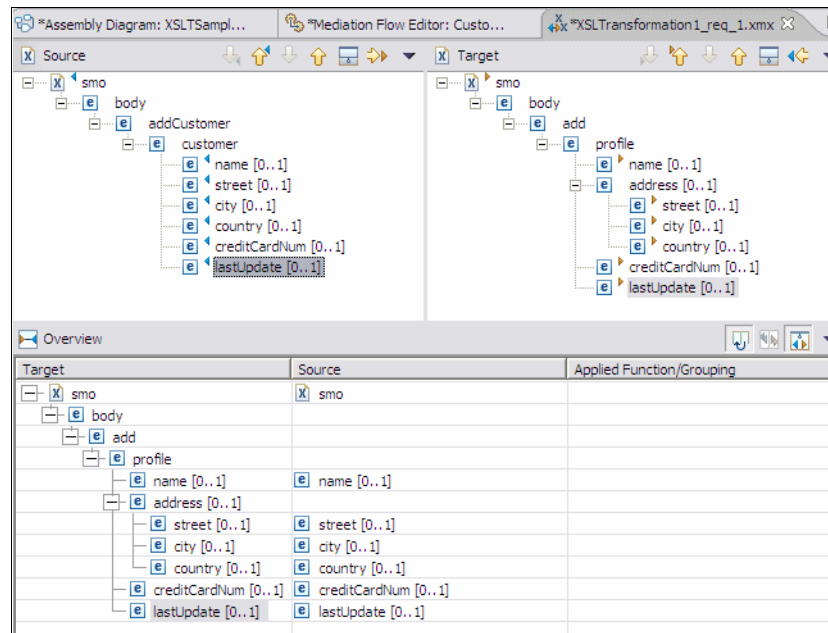 *Assembly Diagram: XSLTSampl... *Mediation Flow Editor: Custo... *XSLTransformation1_req_1.xmx
Source
smo
body
addCustomer
customer
name [0..1]
street [0..1]
city [0..1]
country [0..1]
creditCardNum [0..1]
lastUpdate [0..1]
Target
smo
body
add
profile
name [0..1]
address [0..1]
street [0..1]
city [0..1]
country [0..1]
creditCardNum [0..1]
lastUpdate [0..1]
Overview
Target Source Applied Function/Grouping
smo smo
body
add
profile
name [0..1] name [0..1]
address [0..1]
street [0..1] street [0..1]
city [0..1] city [0..1]
country [0..1] country [0..1]
creditCardNum [0..1] creditCardNum [0..1]
lastUpdate [0..1] lastUpdate [0..1]